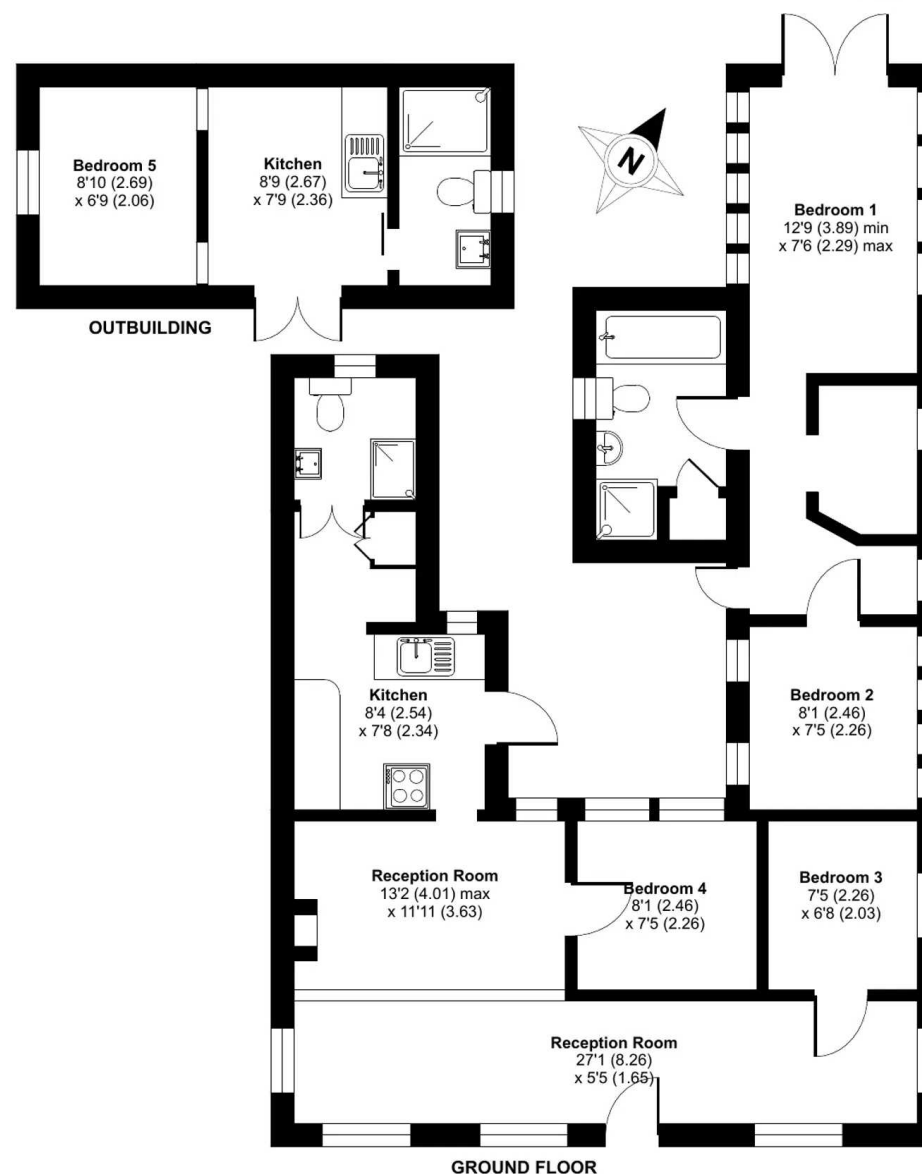 Bedroom 5
8'10 (2.69)
x 6'9 (2.06)
Kitchen
8'9 (2.67)
x 7'9 (2.36)
OUTBUILDING
N
Bedroom 1
12'9 (3.89) min
x 7'6 (2.29) max
Kitchen
8'4 (2.54)
x 7'8 (2.34)
Bedroom 2
8'1 (2.46)
x 7'5 (2.26)
Reception Room
13'2 (4.01) max
x 11'11 (3.63)
Bedroom 4
8'1 (2.46)
x 7'5 (2.26)
Bedroom 3
7'5 (2.26)
x 6'8 (2.03)
Reception Room
27'1 (8.26)
x 5'5 (1.65)
GROUND FLOOR